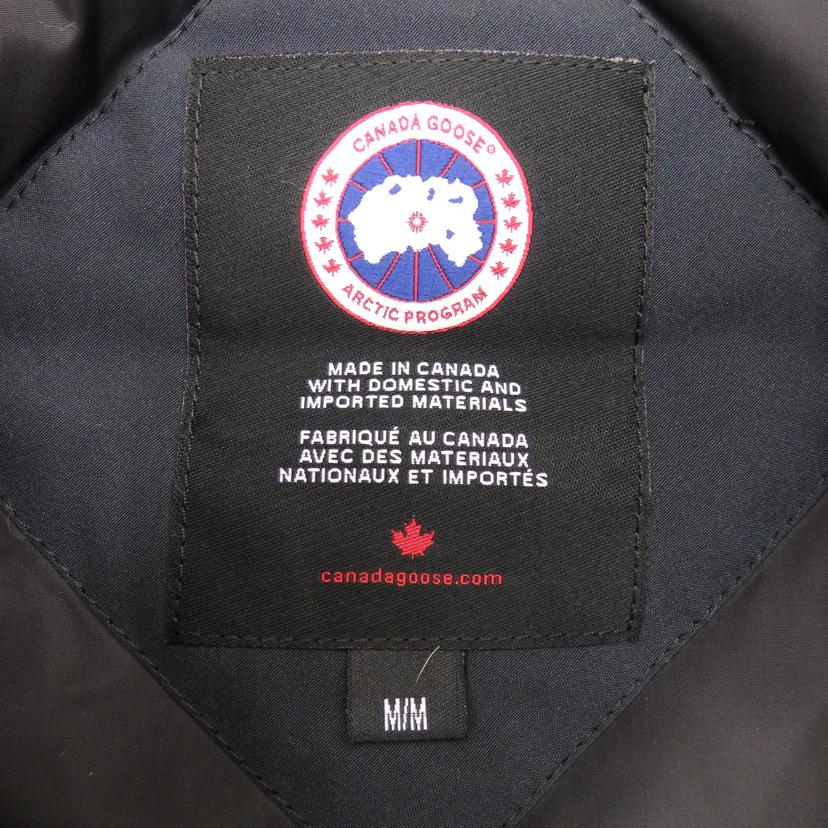 CANADA GOOSE®
ARCTIC PROGRAM
MADE IN CANADA
WITH DOMESTIC AND
IMPORTED MATERIALS
FABRIQUÉ AU CANADA
AVEC DES MATERIAUX
NATIONAUX ET IMPORTÉS
canadagoose.com
M/M